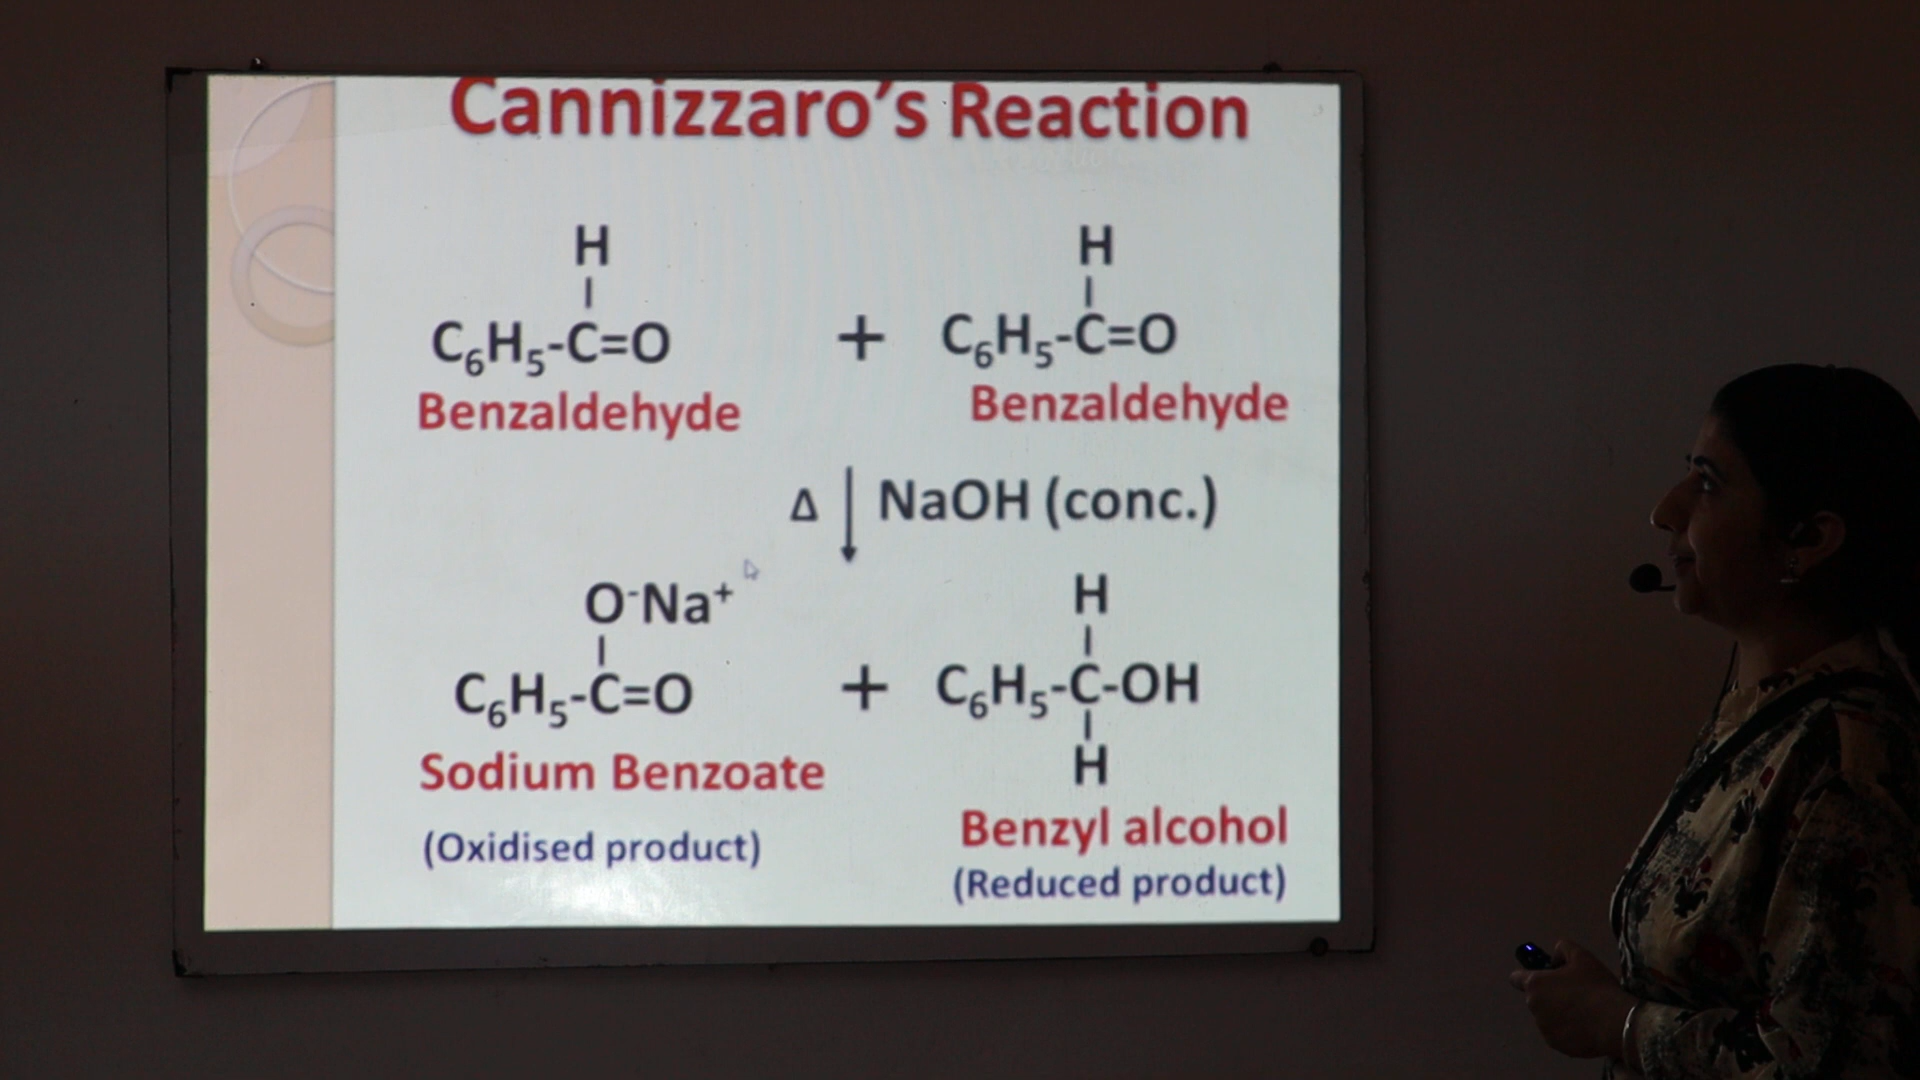 Cannizzaro's Reaction
H H
C₆H₅-C=O + C₆H₅-C=O
Benzaldehyde Benzaldehyde
Δ NaOH (conc.)
O⁻Na⁺ H
C₆H₅-C=O + C₆H₅-C-OH
H
Sodium Benzoate Benzyl alcohol
(Oxidised product) (Reduced product)